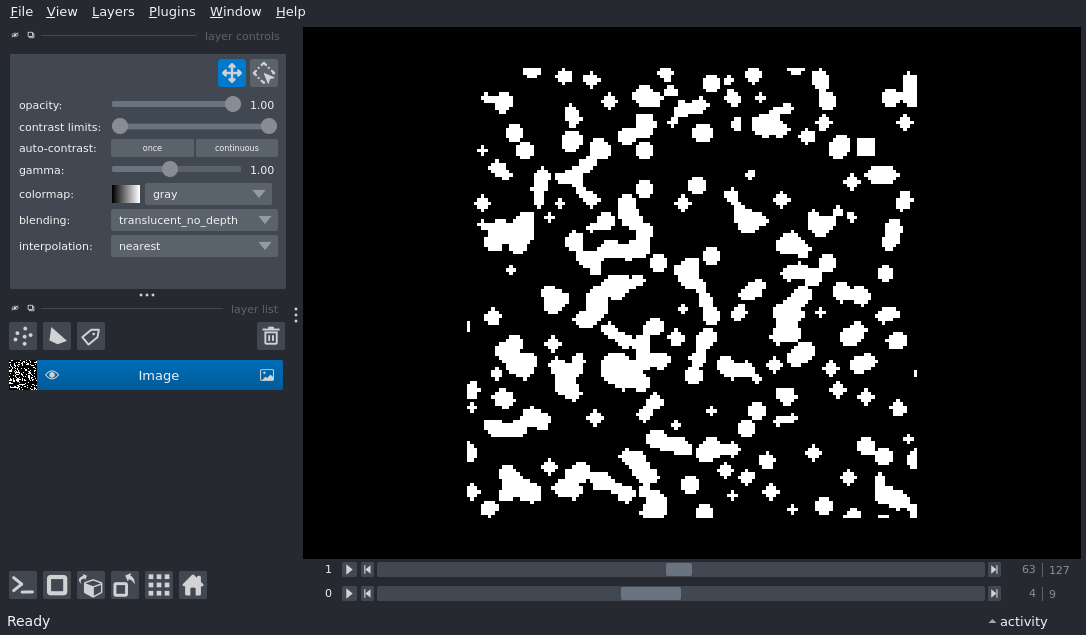 File View Layers Plugins Window Help
layer controls
opacity: 1.00
contrast limits:
auto-contrast: once continuous
gamma: 1.00
colormap: gray
blending: translucent_no_depth
interpolation: nearest
layer list
Image
1 63 127
0 4 9
Ready activity